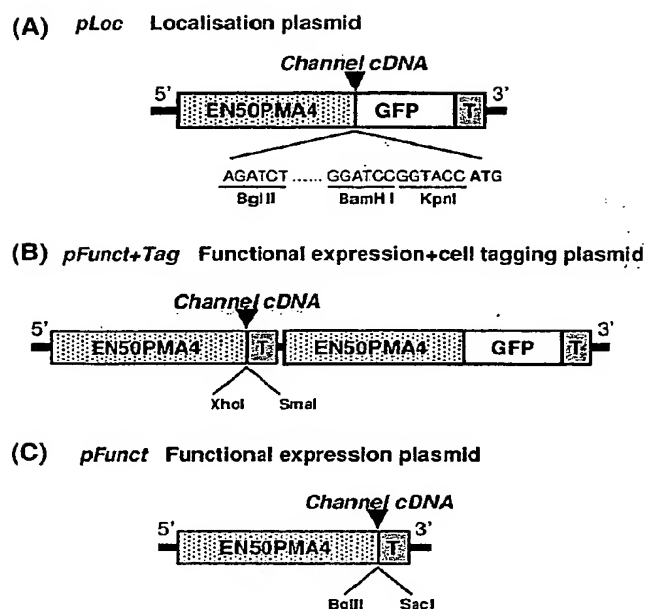 (A) pLoc Localisation plasmid
Channel cDNA
5' EN50PMA4 GFP T 3'
AGATCT ...... GGATCC GGTACC ATG
BglII BamH I KpnI
(B) pFunct+Tag Functional expression+cell tagging plasmid
Channel cDNA
5' EN50PMA4 T EN50PMA4 GFP T 3'
XhoI SmaI
(C) pFunct Functional expression plasmid
Channel cDNA
5' EN50PMA4 T 3'
BglII SacI